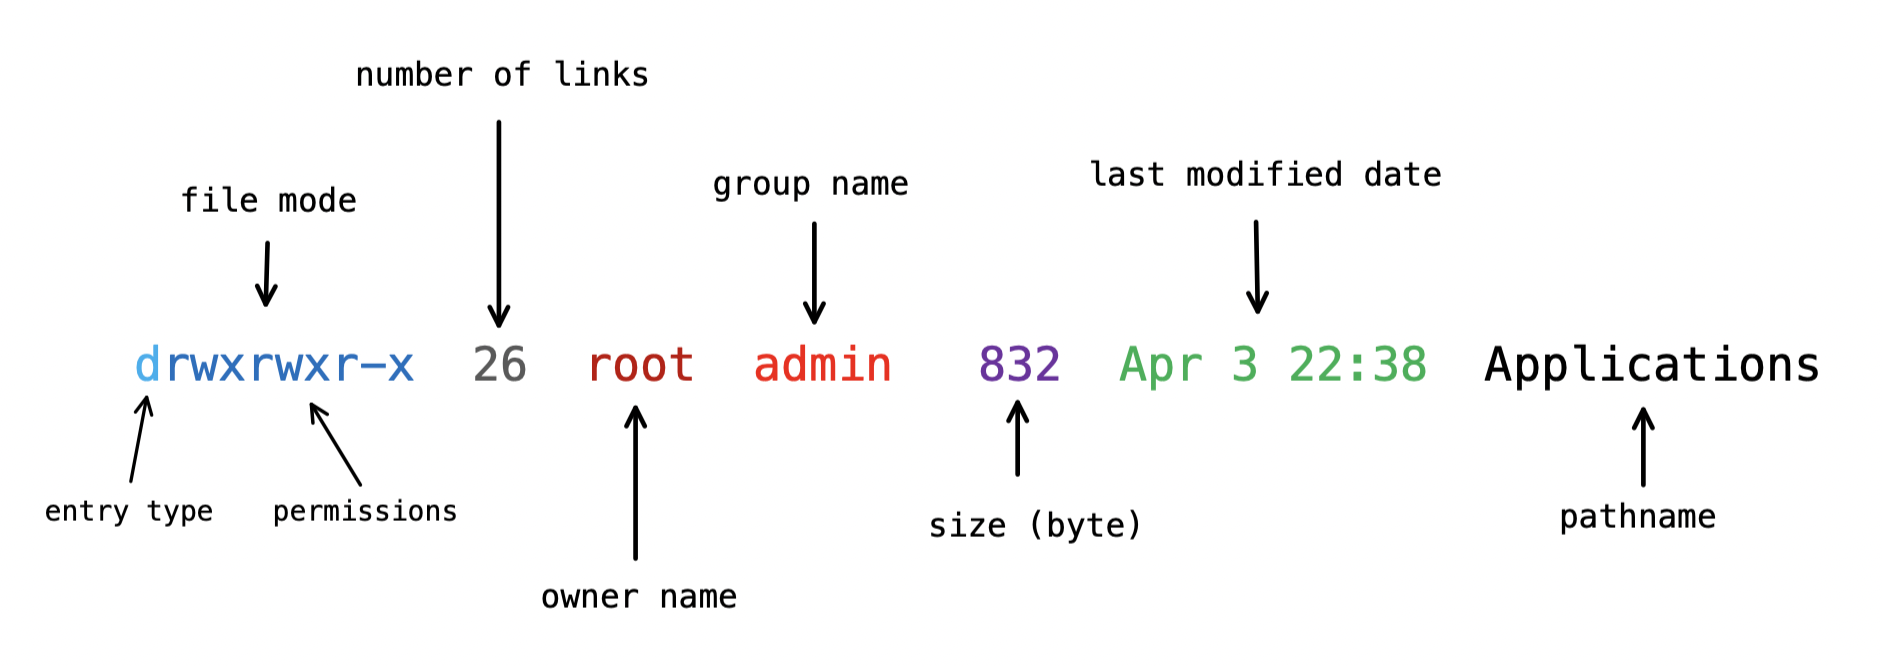 number of links
file mode
group name
last modified date
drwxrwxr-x 26 root admin 832 Apr 3 22:38 Applications
entry type
permissions
owner name
size (byte)
pathname